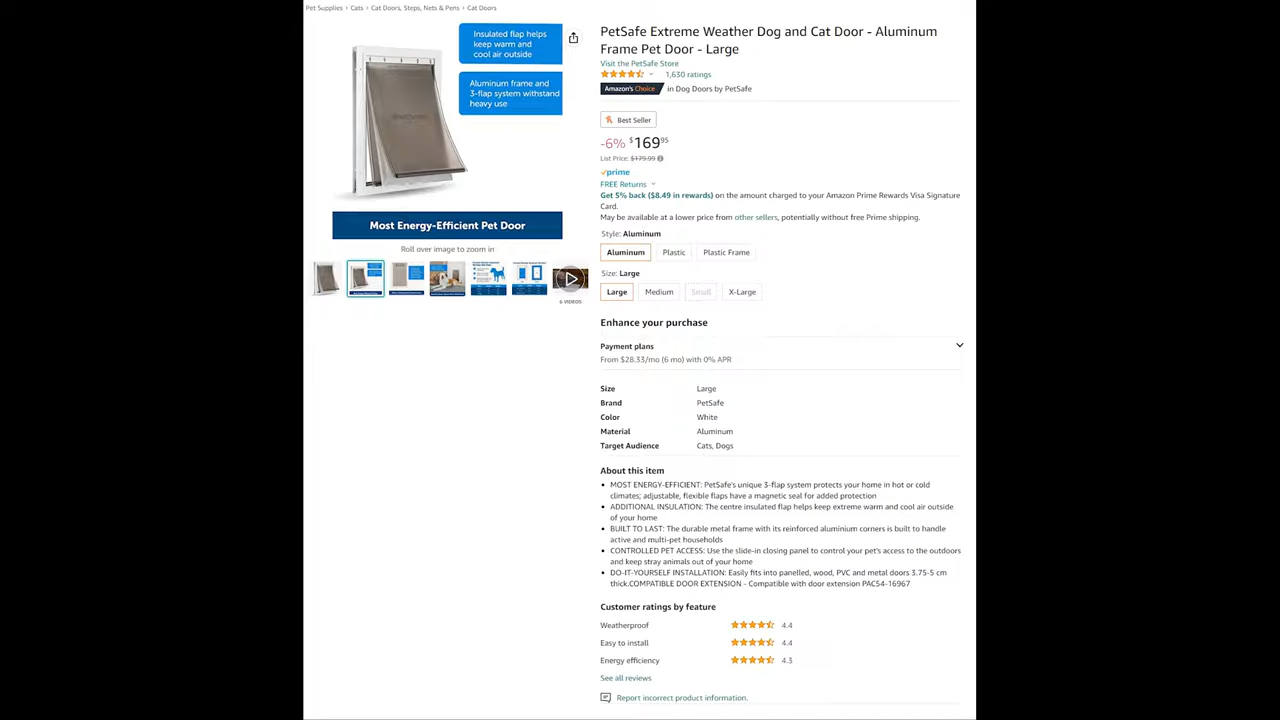 Pet Supplies › Cats › Cat Doors, Steps, Nets & Pens › Cat Doors
Insulated flap helps
keep warm and
cool air outside
Aluminum frame and
3-flap system withstand
heavy use
Most Energy-Efficient Pet Door
Roll over image to zoom in
6 VIDEOS
PetSafe Extreme Weather Dog and Cat Door - Aluminum
Frame Pet Door - Large
Visit the PetSafe Store
1,630 ratings
Amazon's Choice in Dog Doors by PetSafe
Best Seller
-6% $169.95
List Price: $179.99
prime
FREE Returns
Get 5% back ($8.49 in rewards) on the amount charged to your Amazon Prime Rewards Visa Signature
Card.
May be available at a lower price from other sellers, potentially without free Prime shipping.
Style: Aluminum
Aluminum Plastic Plastic Frame
Size: Large
Large Medium Small X-Large
Enhance your purchase
Payment plans
From $28.33/mo (6 mo) with 0% APR
Size Large
Brand PetSafe
Color White
Material Aluminum
Target Audience Cats, Dogs
About this item
• MOST ENERGY-EFFICIENT: PetSafe's unique 3-flap system protects your home in hot or cold
climates; adjustable, flexible flaps have a magnetic seal for added protection
• ADDITIONAL INSULATION: The centre insulated flap helps keep extreme warm and cool air outside
of your home
• BUILT TO LAST: The durable metal frame with its reinforced aluminium corners is built to handle
active and multi-pet households
• CONTROLLED PET ACCESS: Use the slide-in closing panel to control your pet's access to the outdoors
and keep stray animals out of your home
• DO-IT-YOURSELF INSTALLATION: Easily fits into panelled, wood, PVC and metal doors 3.75-5 cm
thick.COMPATIBLE DOOR EXTENSION - Compatible with door extension PAC54-16967
Customer ratings by feature
Weatherproof 4.4
Easy to install 4.4
Energy efficiency 4.3
See all reviews
Report incorrect product information.